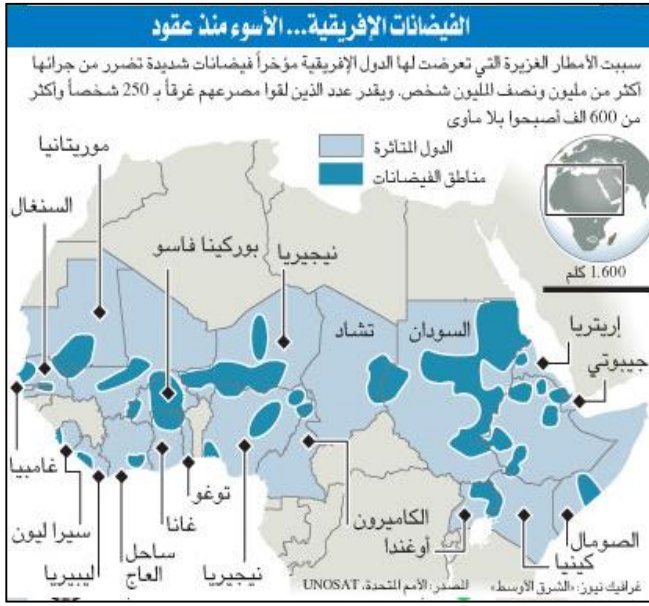 الفيضانات الإفريقية... الأسوء منذ عقود
سببت الأمطار الغزيرة التي تعرضت لها الدول الإفريقية مؤخراً فيضانات شديدة تضرر من جرائها
أكثر من مليون ونصف المليون شخص. ويقدر عدد الذين لقوا مصرعهم غرقاً بـ 250 شخصاً وأكثر
من 600 الف أصبحوا بلا مأوى
الدول المتأثرة
مناطق الفيضانات
1.600 كلم
موريتانيا
السنغال
بوركينا فاسو
نيجيريا
تشاد
السودان
إريتريا
جيبوتي
غامبيا
سيرا ليون
ليبيريا
ساحل
العاج
غانا
توغو
نيجيريا
الكاميرون
أوغندا
كينيا
الصومال
غرافيك نيوز: «الشرق الأوسط»
المصدر: الأمم المتحدة، UNOSAT